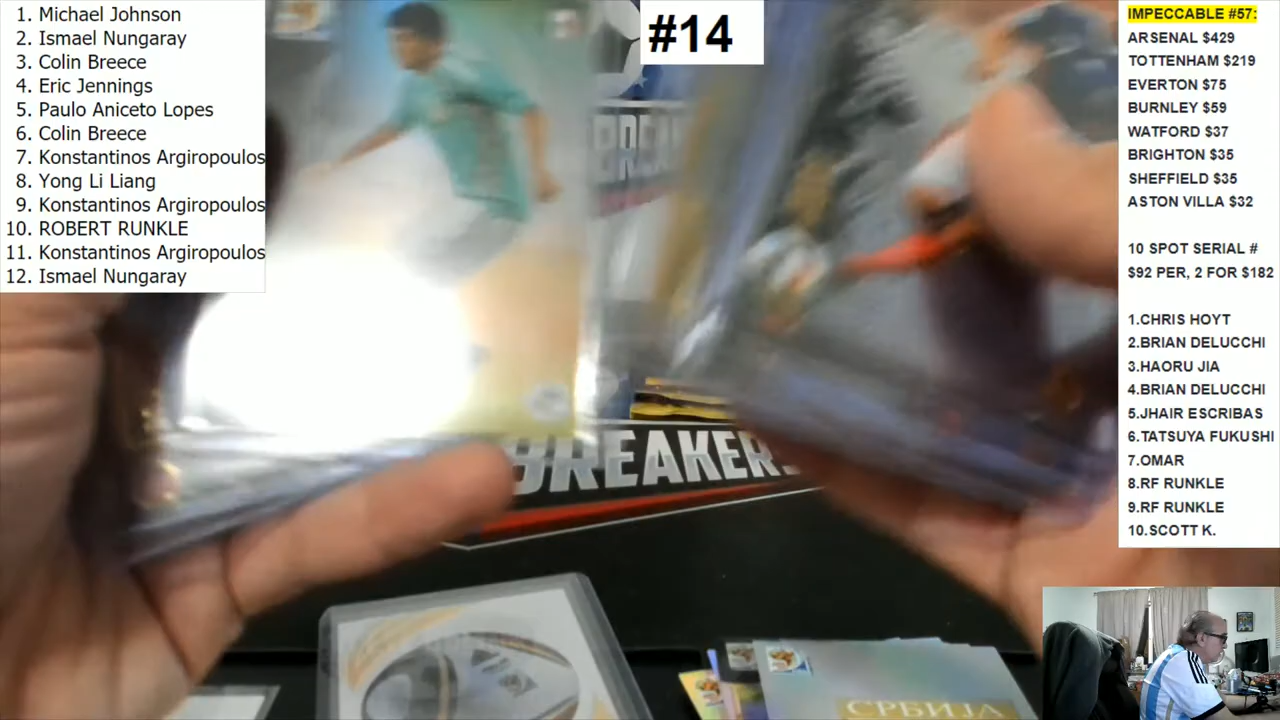 1. Michael Johnson
2. Ismael Nungaray
3. Colin Breece
4. Eric Jennings
5. Paulo Aniceto Lopes
6. Colin Breece
7. Konstantinos Argiropoulos
8. Yong Li Liang
9. Konstantinos Argiropoulos
10. ROBERT RUNKLE
11. Konstantinos Argiropoulos
12. Ismael Nungaray
#14
BREAKERS
СРБИЈА
IMPECCABLE #57:
ARSENAL $429
TOTTENHAM $219
EVERTON $75
BURNLEY $59
WATFORD $37
BRIGHTON $35
SHEFFIELD $35
ASTON VILLA $32
10 SPOT SERIAL #
$92 PER, 2 FOR $182
1.CHRIS HOYT
2.BRIAN DELUCCHI
3.HAORU JIA
4.BRIAN DELUCCHI
5.JHAIR ESCRIBAS
6.TATSUYA FUKUSHI
7.OMAR
8.RF RUNKLE
9.RF RUNKLE
10.SCOTT K.